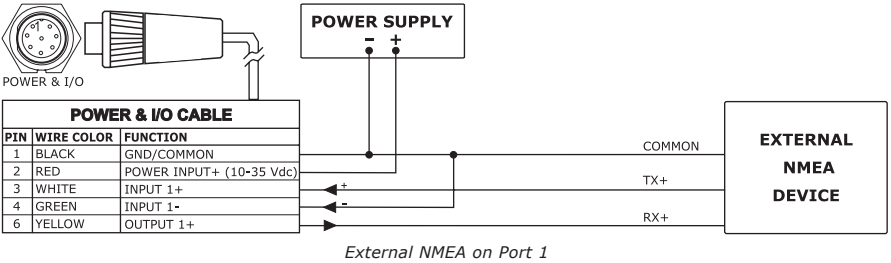 1
POWER & I/O
POWER SUPPLY
- +
POWER & I/O CABLE
PIN WIRE COLOR FUNCTION
1 BLACK GND/COMMON
2 RED POWER INPUT+ (10-35 Vdc)
3 WHITE INPUT 1+
4 GREEN INPUT 1-
6 YELLOW OUTPUT 1+
+
-
COMMON
TX+
RX+
EXTERNAL
NMEA
DEVICE
External NMEA on Port 1